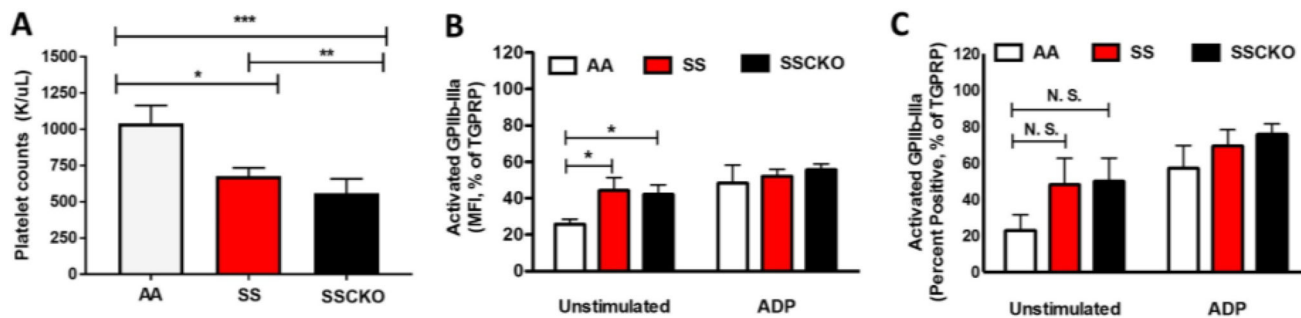 A
***
**
*
Platelet counts (K/uL)
1500
1250
1000
750
500
250
0
AA
SS
SSCKO
B
AA
SS
SSCKO
Activated GPIIb-IIIa
(MFI, % of TGPRP)
120
100
80
60
40
20
0
*
*
Unstimulated
ADP
C
AA
SS
SSCKO
Activated GPIIb-IIIa
(Percent Positive, % of TGPRP)
120
100
80
60
40
20
0
N. S.
N. S.
Unstimulated
ADP